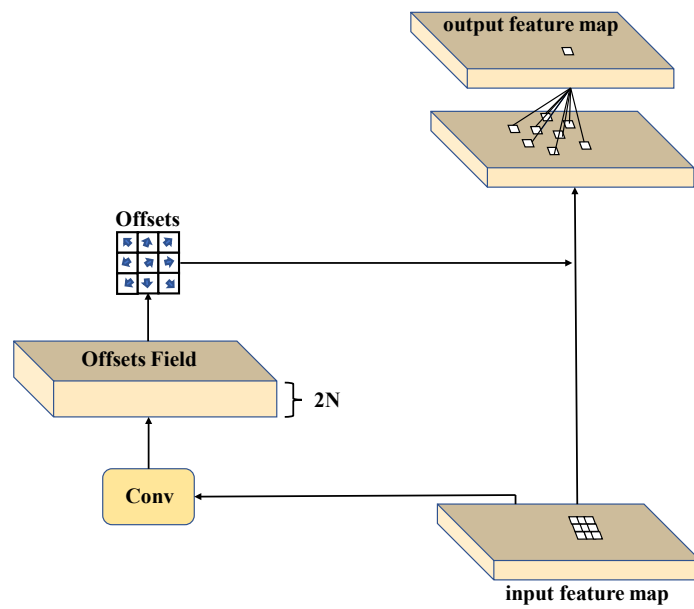 output feature map
Offsets
Offsets Field
2N
Conv
input feature map